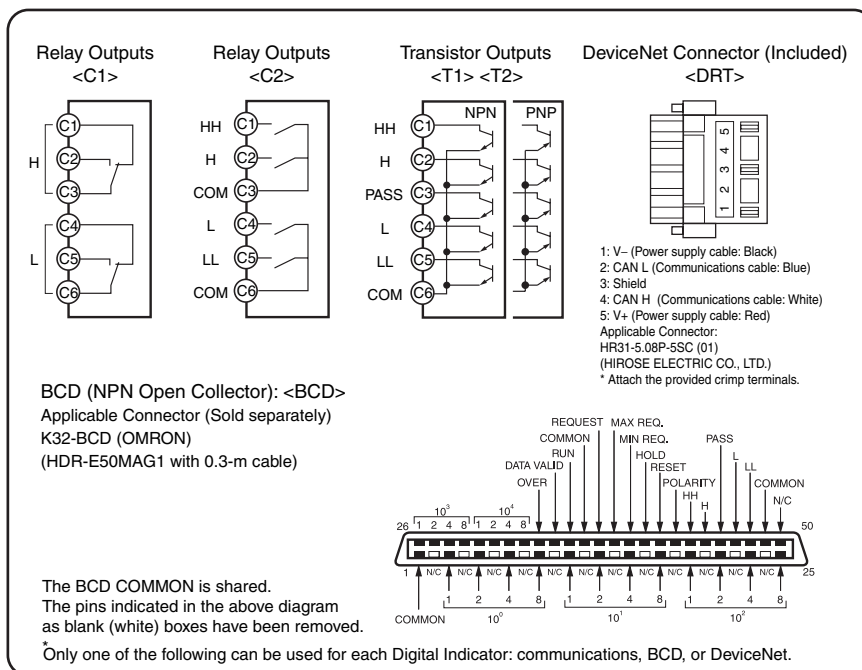 Relay Outputs
<C1>
H
L
C1
C2
C3
C4
C5
C6
Relay Outputs
<C2>
HH
H
COM
L
LL
COM
C1
C2
C3
C4
C5
C6
Transistor Outputs
<T1> <T2>
NPN
PNP
HH
H
PASS
L
LL
COM
C1
C2
C3
C4
C5
C6
DeviceNet Connector (Included)
<DRT>
1 2 3 4 5
1: V– (Power supply cable: Black)
2: CAN L (Communications cable: Blue)
3: Shield
4: CAN H (Communications cable: White)
5: V+ (Power supply cable: Red)
Applicable Connector:
HR31-5.08P-5SC (01)
(HIROSE ELECTRIC CO., LTD.)
* Attach the provided crimp terminals.
BCD (NPN Open Collector): <BCD>
Applicable Connector (Sold separately)
K32-BCD (OMRON)
(HDR-E50MAG1 with 0.3-m cable)
REQUEST MAX REQ.
COMMON MIN REQ. PASS
RUN HOLD L
DATA VALID RESET LL
OVER POLARITY COMMON
HH N/C
H
10³ 10⁴
26 1 2 4 8 1 2 4 8 50
1 N/C N/C N/C N/C N/C N/C N/C N/C N/C N/C N/C N/C 25
1 2 4 8 1 2 4 8 1 2 4 8
COMMON 10⁰ 10¹ 10²
The BCD COMMON is shared.
The pins indicated in the above diagram
as blank (white) boxes have been removed.
*Only one of the following can be used for each Digital Indicator: communications, BCD, or DeviceNet.